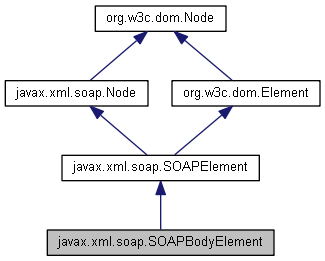 org.w3c.dom.Node
javax.xml.soap.Node
org.w3c.dom.Element
javax.xml.soap.SOAPElement
javax.xml.soap.SOAPBodyElement